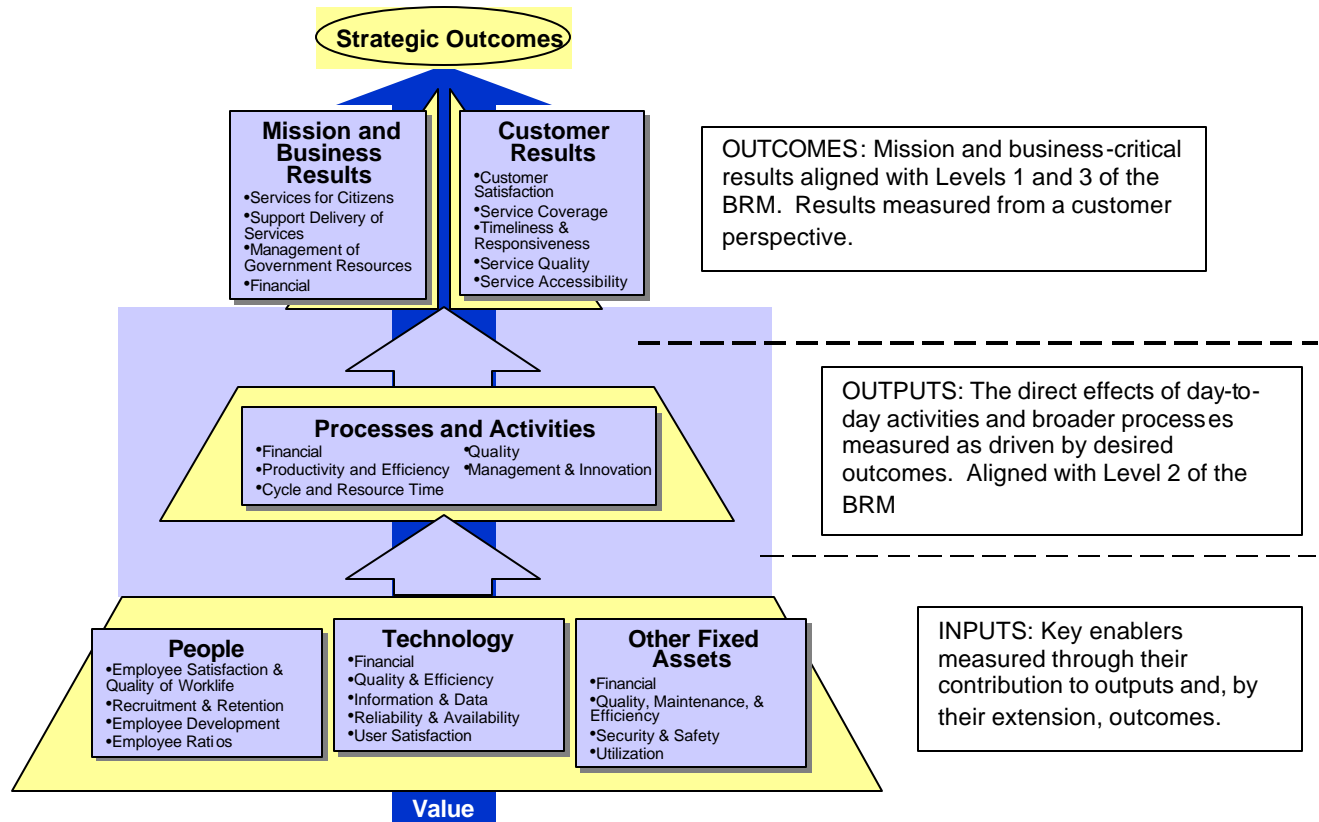 Strategic Outcomes
Mission and
Business
Results
•Services for Citizens
•Support Delivery of
Services
•Management of
Government Resources
•Financial
Customer
Results
•Customer
Satisfaction
•Service Coverage
•Timeliness &
Responsiveness
•Service Quality
•Service Accessibility
OUTCOMES: Mission and business-critical
results aligned with Levels 1 and 3 of the
BRM. Results measured from a customer
perspective.
Processes and Activities
•Financial
•Productivity and Efficiency
•Cycle and Resource Time
•Quality
•Management & Innovation
OUTPUTS: The direct effects of day-to-
day activities and broader processes
measured as driven by desired
outcomes. Aligned with Level 2 of the
BRM
People
•Employee Satisfaction &
Quality of Worklife
•Recruitment & Retention
•Employee Development
•Employee Ratios
Technology
•Financial
•Quality & Efficiency
•Information & Data
•Reliability & Availability
•User Satisfaction
Other Fixed
Assets
•Financial
•Quality, Maintenance, &
Efficiency
•Security & Safety
•Utilization
INPUTS: Key enablers
measured through their
contribution to outputs and, by
their extension, outcomes.
Value